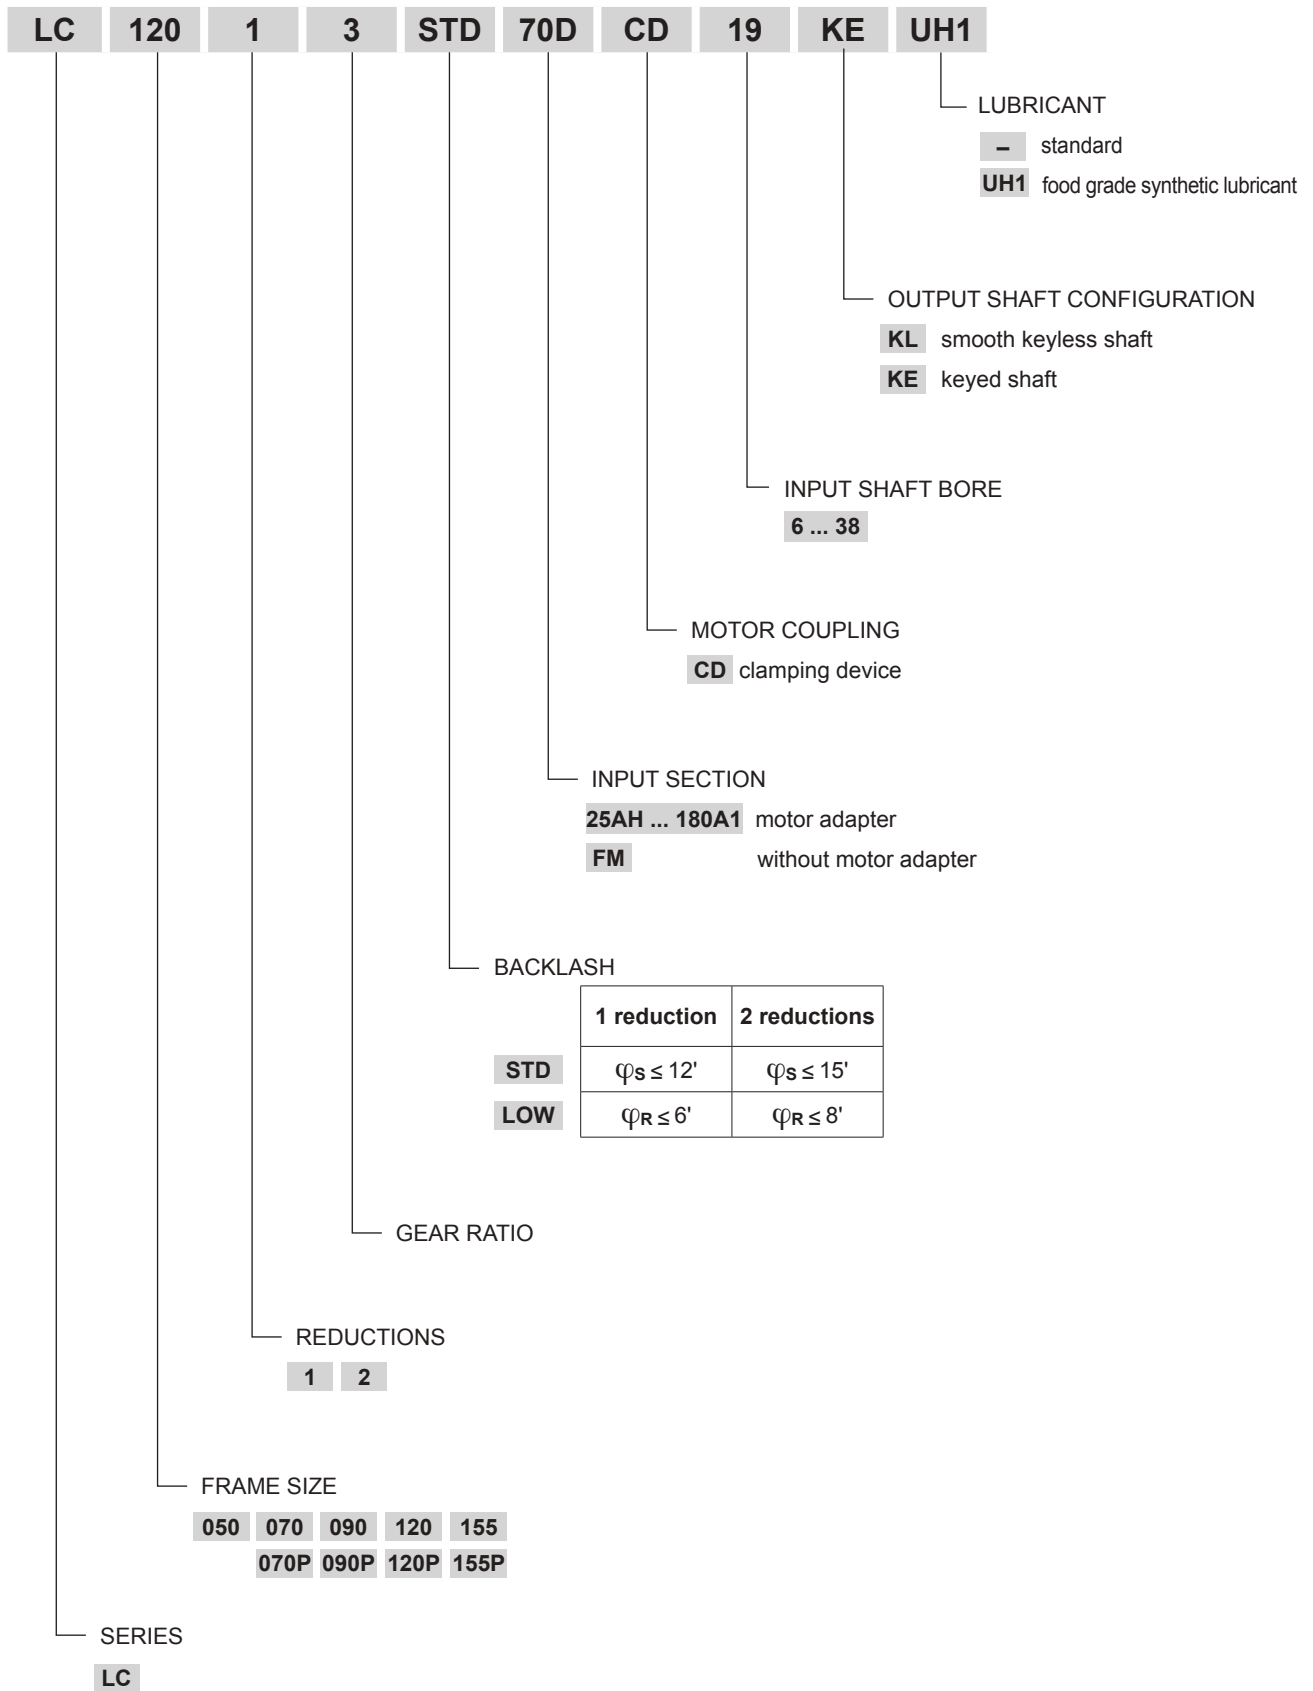 LC 120 1 3 STD 70D CD 19 KE UH1
LUBRICANT
– standard
UH1 food grade synthetic lubricant
OUTPUT SHAFT CONFIGURATION
KL smooth keyless shaft
KE keyed shaft
INPUT SHAFT BORE
6 ... 38
MOTOR COUPLING
CD clamping device
INPUT SECTION
25AH ... 180A1 motor adapter
FM without motor adapter
BACKLASH
1 reduction 2 reductions
STD φS ≤ 12' φS ≤ 15'
LOW φR ≤ 6' φR ≤ 8'
GEAR RATIO
REDUCTIONS
1 2
FRAME SIZE
050 070 090 120 155
070P 090P 120P 155P
SERIES
LC